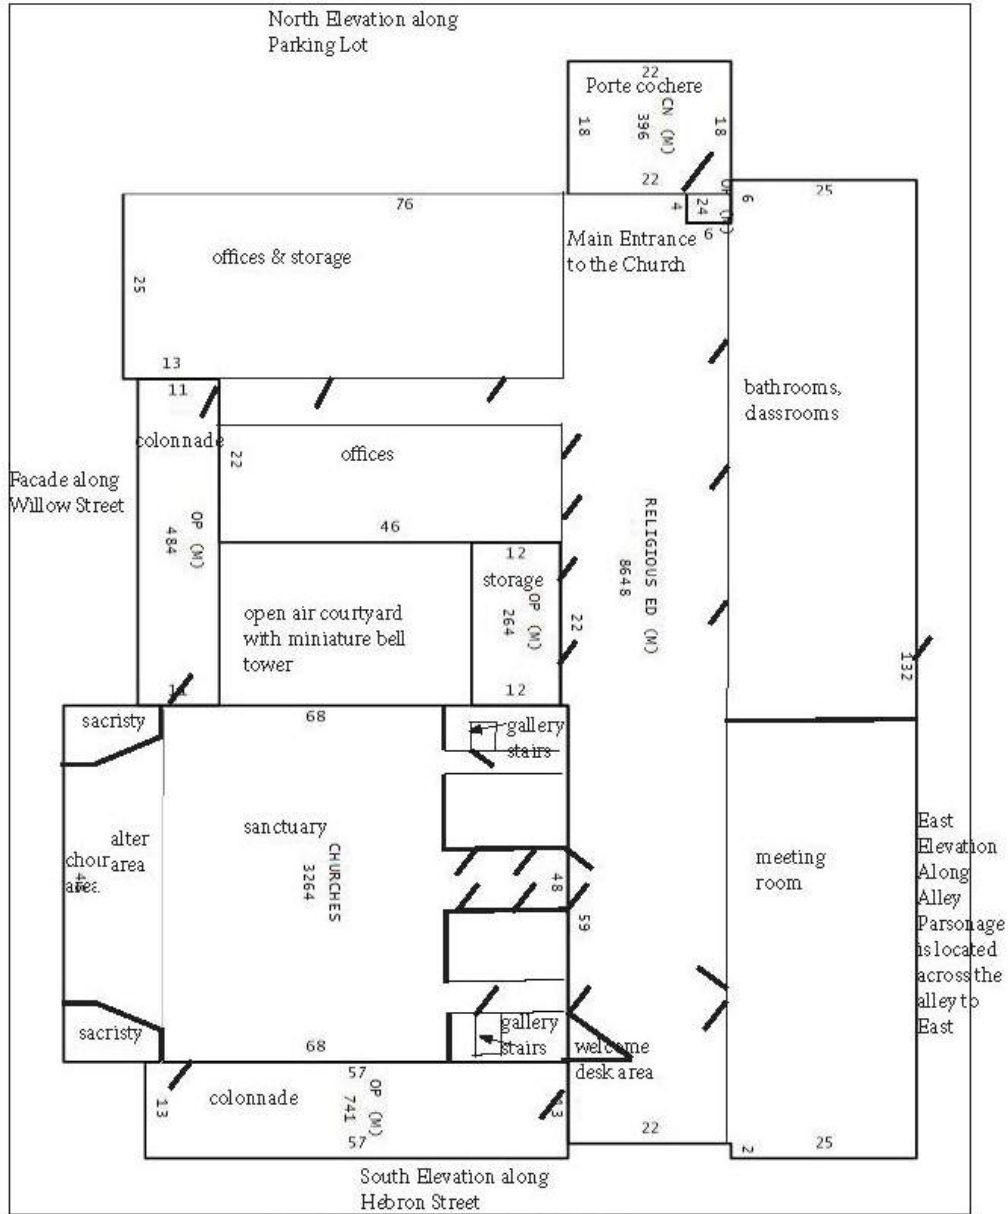 North Elevation along
Parking Lot
22
Porte cochere
18
CN (M)
396
18
22
OP (M)
24
4
6
6
25
76
offices & storage
25
Main Entrance
to the Church
13
11
colonnade
22
offices
bathrooms,
classrooms
Facade along
Willow Street
OP (M)
484
46
RELIGIOUS ED (M)
8648
12
storage
OP (M)
264
22
open air courtyard
with miniature bell
tower
132
11
12
sacristy
68
gallery
stairs
sanctuary
alter
area
choir
area
48
CHURCHES
3264
48
59
meeting
room
East
Elevation
Along
Alley
Parsonage
is located
across the
alley to
East
sacristy
68
gallery
stairs
welcome
desk area
57
13
colonnade
OP (M)
741
13
57
22
2
25
South Elevation along
Hebron Street